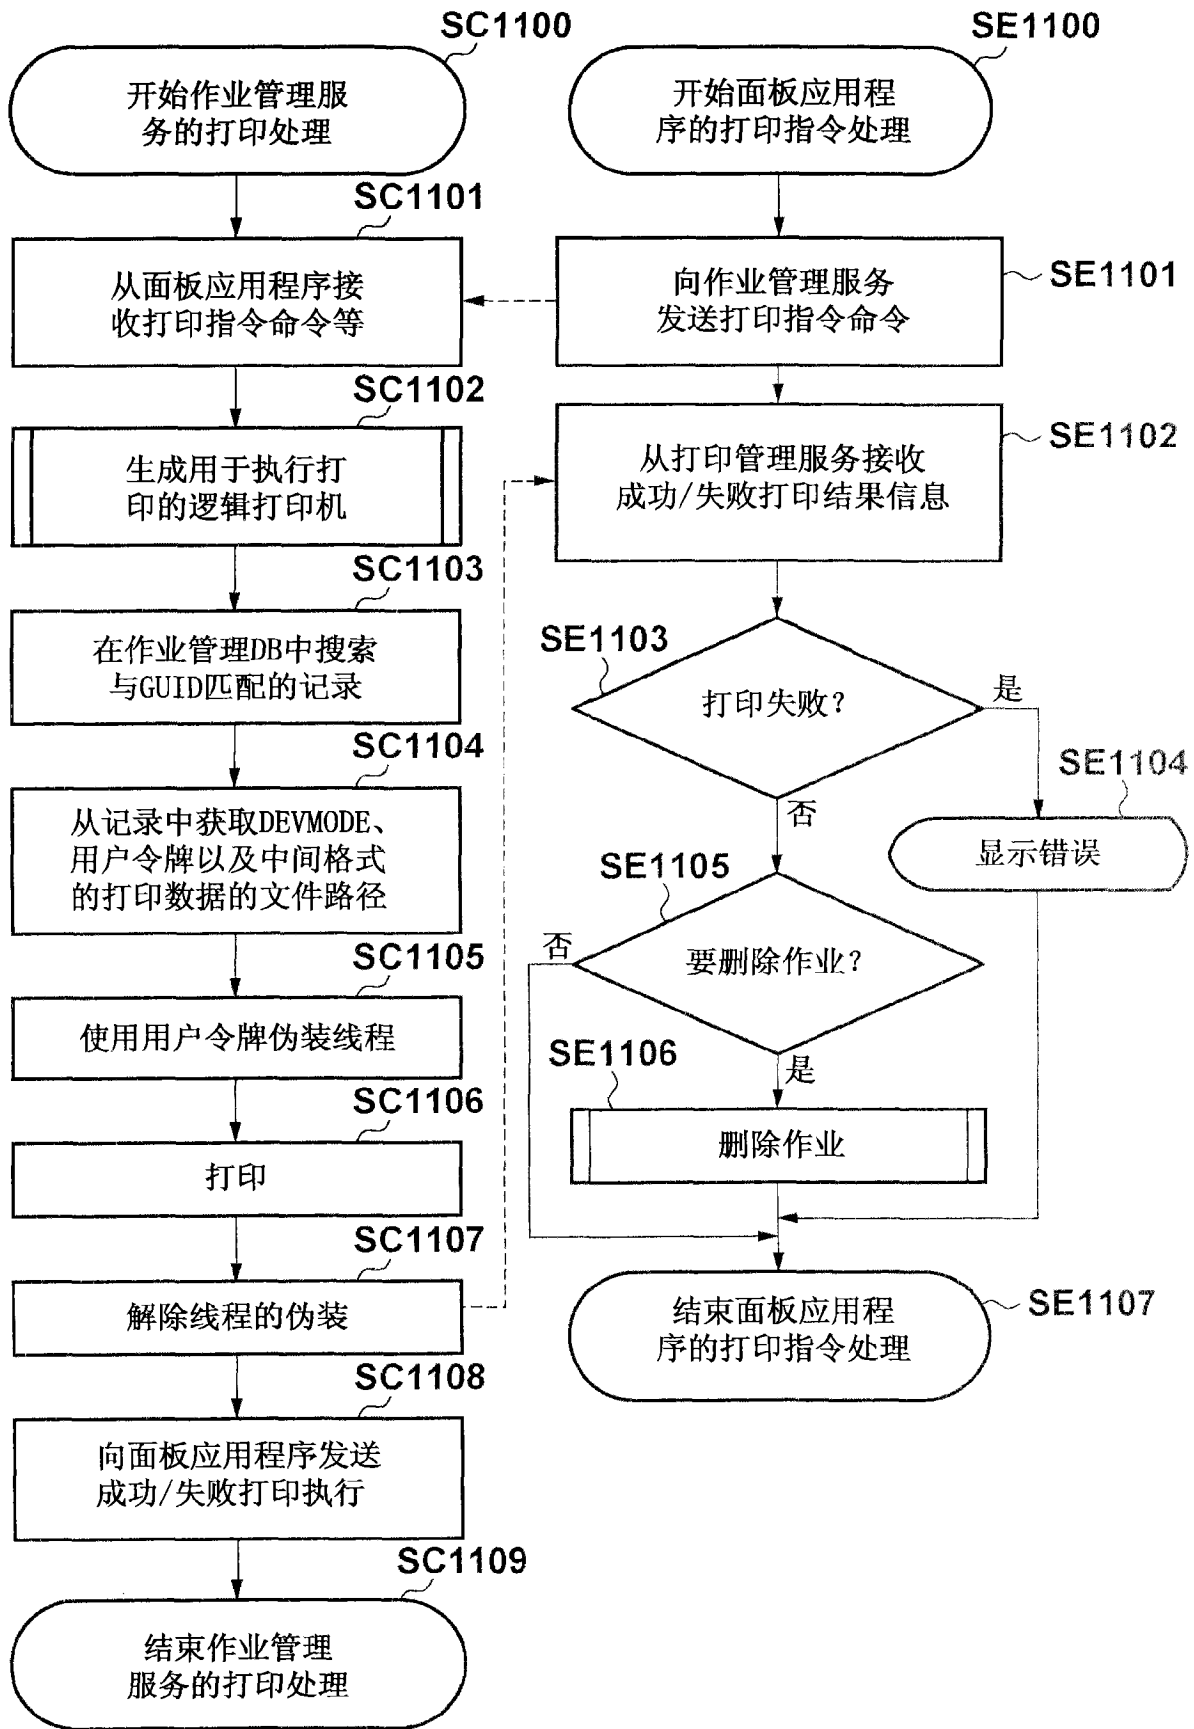 SC1100
开始作业管理服
务的打印处理
SC1101
从面板应用程序接
收打印指令命令等
SC1102
生成用于执行打
印的逻辑打印机
SC1103
在作业管理DB中搜索
与GUID匹配的记录
SC1104
从记录中获取DEVMODE、
用户令牌以及中间格式
的打印数据的文件路径
SC1105
使用用户令牌伪装线程
SC1106
打印
SC1107
解除线程的伪装
SC1108
向面板应用程序发送
成功/失败打印执行
SC1109
结束作业管理
服务的打印处理
SE1100
开始面板应用程
序的打印指令处理
SE1101
向作业管理服务
发送打印指令命令
SE1102
从打印管理服务接收
成功/失败打印结果信息
SE1103
打印失败?
是
SE1104
显示错误
否
SE1105
要删除作业?
否
是
SE1106
删除作业
SE1107
结束面板应用程
序的打印指令处理